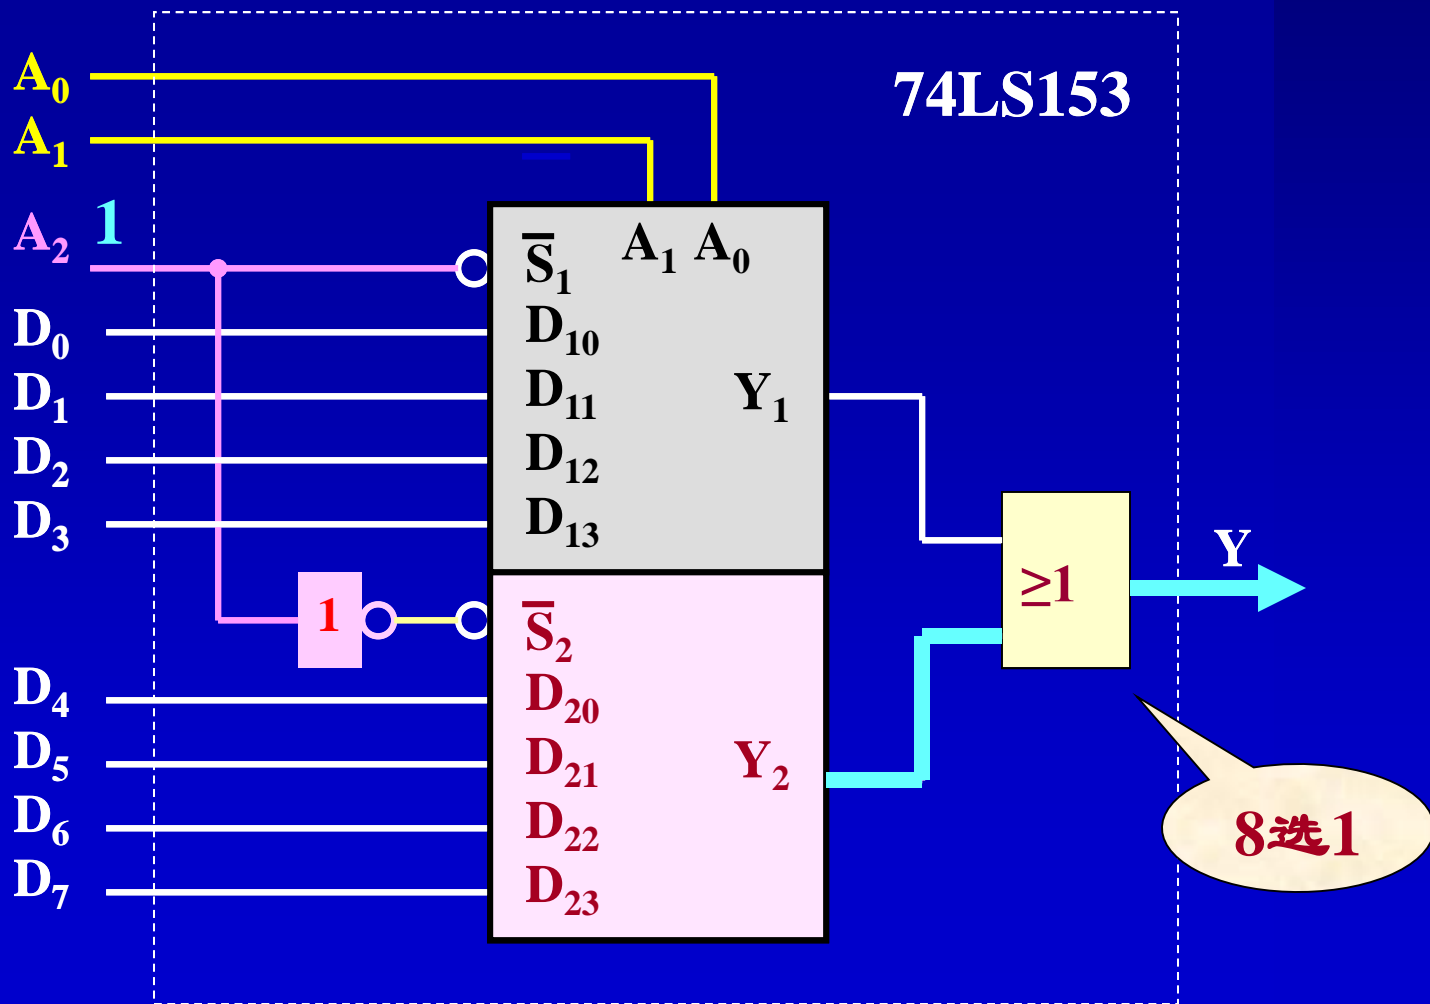 74LS153
A₀
A₁
A₂ 1
D₀
D₁
D₂
D₃
D₄
D₅
D₆
D₇
S̅₁ A₁ A₀
D₁₀
D₁₁ Y₁
D₁₂
D₁₃
1
S̅₂
D₂₀
D₂₁ Y₂
D₂₂
D₂₃
≥1
Y
8选1